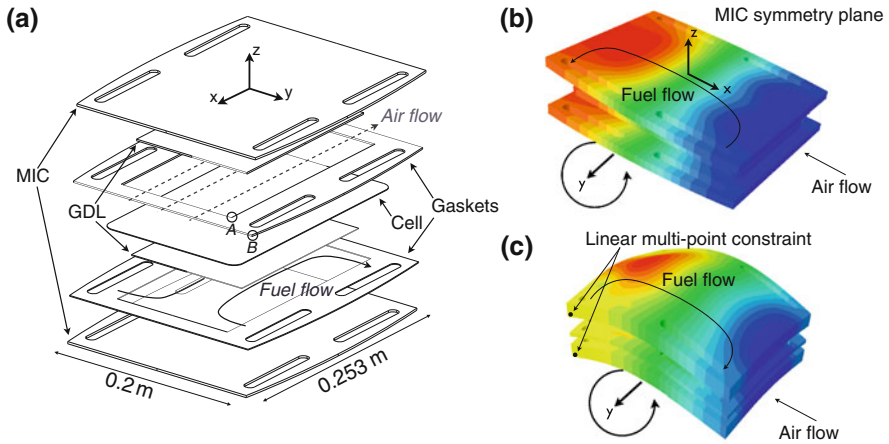 (a)
z
x
y
Air flow
MIC
GDL
A
B
Gaskets
Cell
Fuel flow
0.2 m
0.253 m
(b)
MIC symmetry plane
z
x
Fuel flow
y
Air flow
(c)
Linear multi-point constraint
Fuel flow
y
Air flow